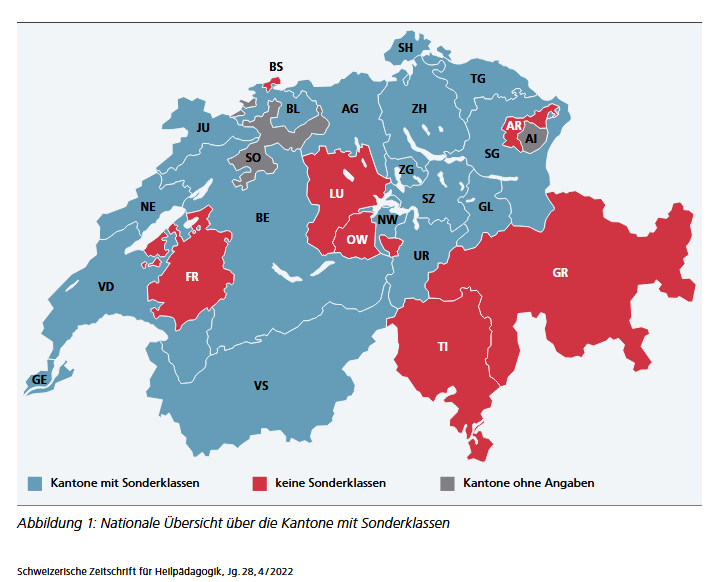 SH
BS
TG
BL
AG
ZH
JU
AR
AI
SO
SG
ZG
LU
NE
SZ
GL
BE
NW
OW
UR
FR
GR
VD
TI
GE
VS
Kantone mit Sonderklassen
keine Sonderklassen
Kantone ohne Angaben
Abbildung 1: Nationale Übersicht über die Kantone mit Sonderklassen
Schweizerische Zeitschrift für Heilpädagogik, Jg. 28, 4/2022